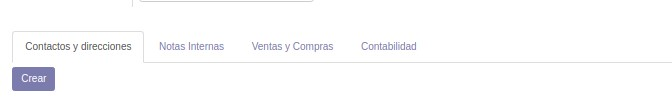 Contactos y direcciones Notas Internas Ventas y Compras Contabilidad
Crear